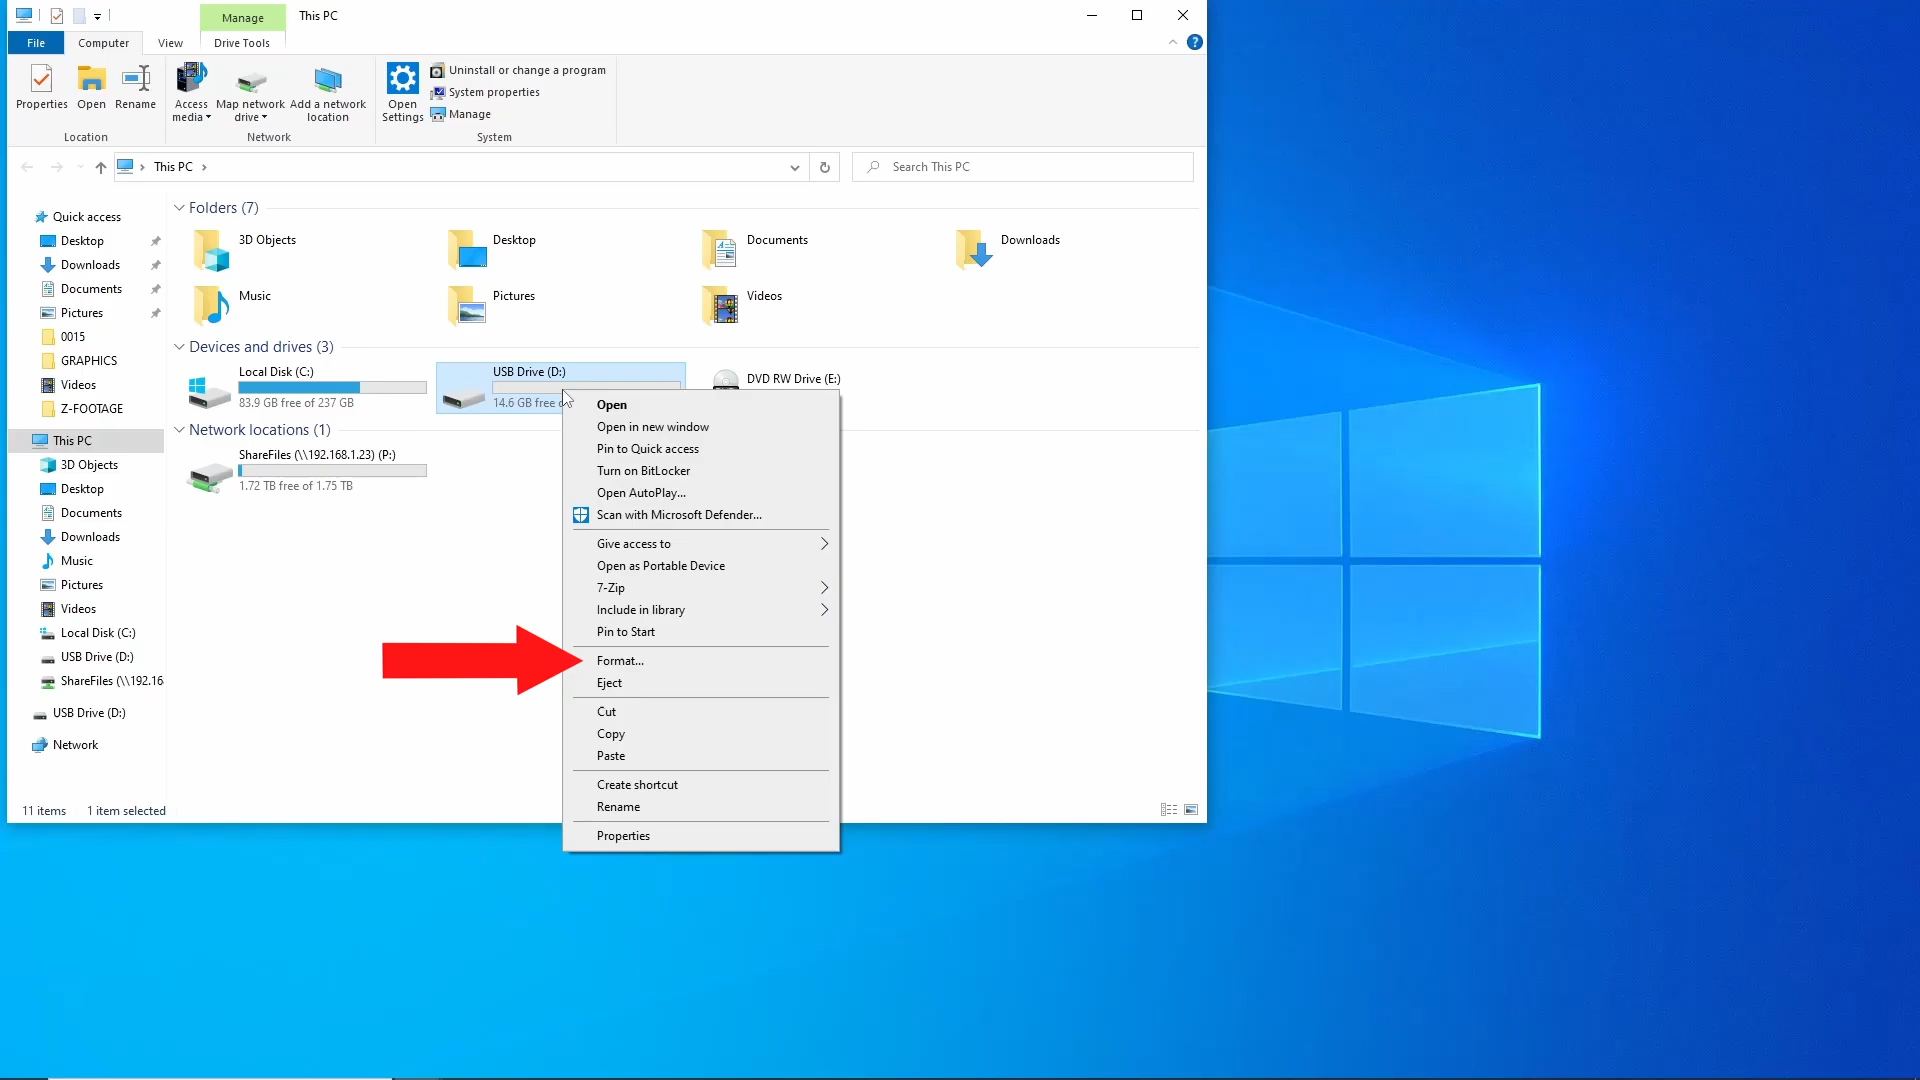 Manage
This PC
File
Computer
View
Drive Tools
Properties
Open
Rename
Access media
Map network drive
Add a network location
Open Settings
Uninstall or change a program
System properties
Manage
Location
Network
System
This PC
Search This PC
Quick access
Desktop
Downloads
Documents
Pictures
0015
GRAPHICS
Videos
Z-FOOTAGE
This PC
3D Objects
Desktop
Documents
Downloads
Music
Pictures
Videos
Local Disk (C:)
USB Drive (D:)
ShareFiles (\\192.16
USB Drive (D:)
Network
Folders (7)
3D Objects
Desktop
Documents
Downloads
Music
Pictures
Videos
Devices and drives (3)
Local Disk (C:)
83.9 GB free of 237 GB
USB Drive (D:)
14.6 GB free
DVD RW Drive (E:)
Network locations (1)
ShareFiles (\\192.168.1.23) (P:)
1.72 TB free of 1.75 TB
Open
Open in new window
Pin to Quick access
Turn on BitLocker
Open AutoPlay...
Scan with Microsoft Defender...
Give access to
Open as Portable Device
7-Zip
Include in library
Pin to Start
Format...
Eject
Cut
Copy
Paste
Create shortcut
Rename
Properties
11 items
1 item selected